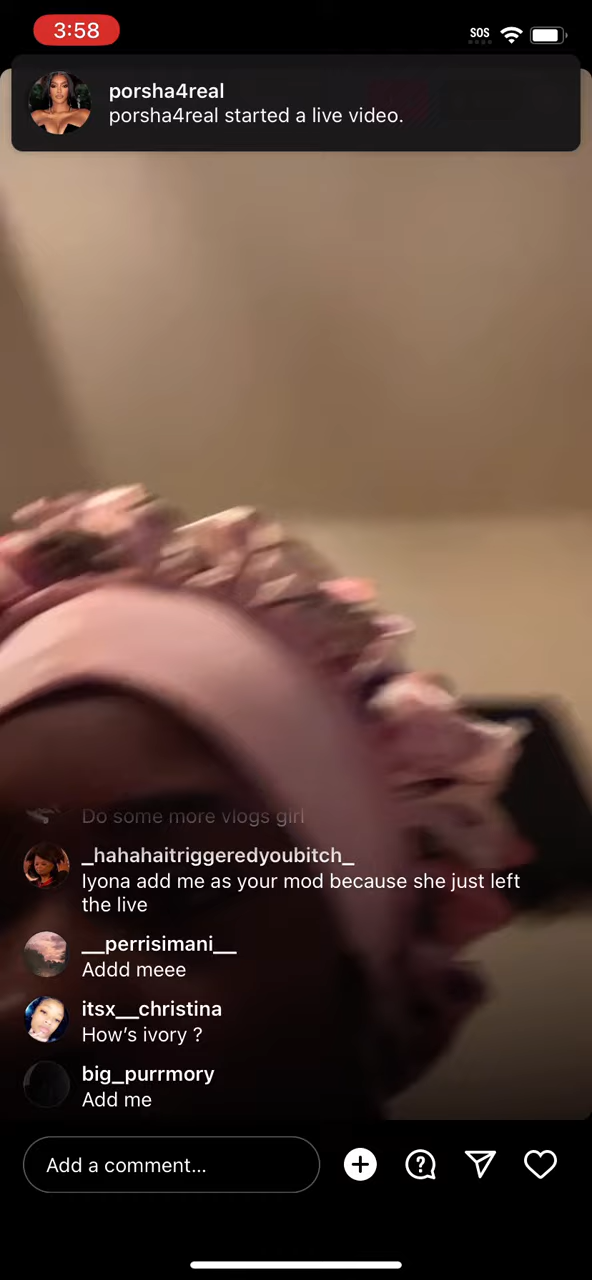 3:58
SOS
porsha4real
porsha4real started a live video.
Do some more vlogs girl
_hahahaitriggeredyoubitch_
Iyona add me as your mod because she just left
the live
__perrisimani__
Addd meee
itsx__christina
How's ivory ?
big_purrmory
Add me
Add a comment...